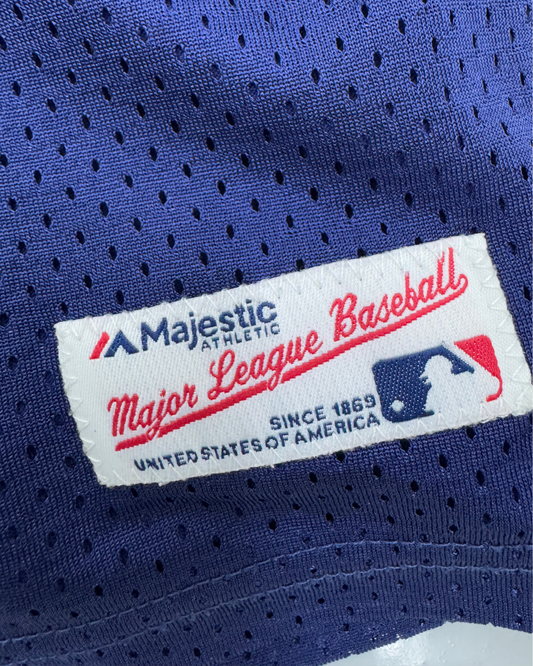 Majestic
ATHLETIC
Major League Baseball
SINCE 1869
UNITED STATES OF AMERICA